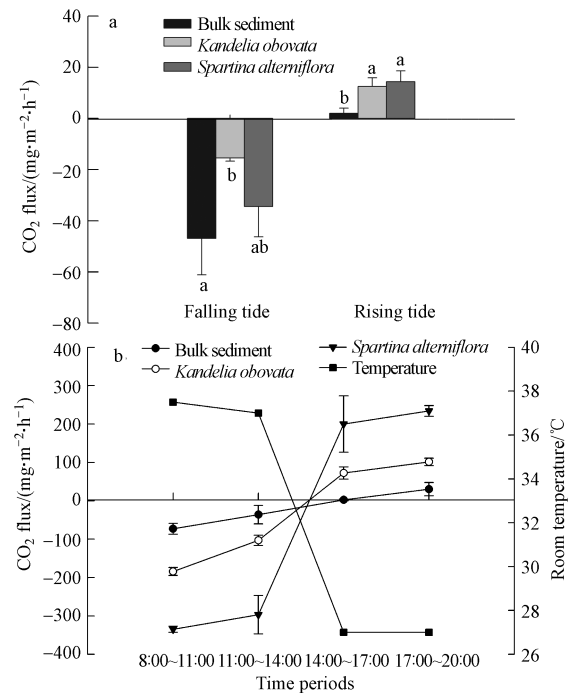 a
Bulk sediment
Kandelia obovata
Spartina alterniflora
40
20
0
−20
−40
−60
−80
CO₂ flux/(mg·m⁻²·h⁻¹)
a
b
ab
b
a
a
Falling tide
Rising tide
b
Bulk sediment
Kandelia obovata
Spartina alterniflora
Temperature
400
300
200
100
0
−100
−200
−300
−400
CO₂ flux/(mg·m⁻²·h⁻¹)
40
38
36
34
32
30
28
26
Room temperature/℃
8:00~11:00 11:00~14:00 14:00~17:00 17:00~20:00
Time periods